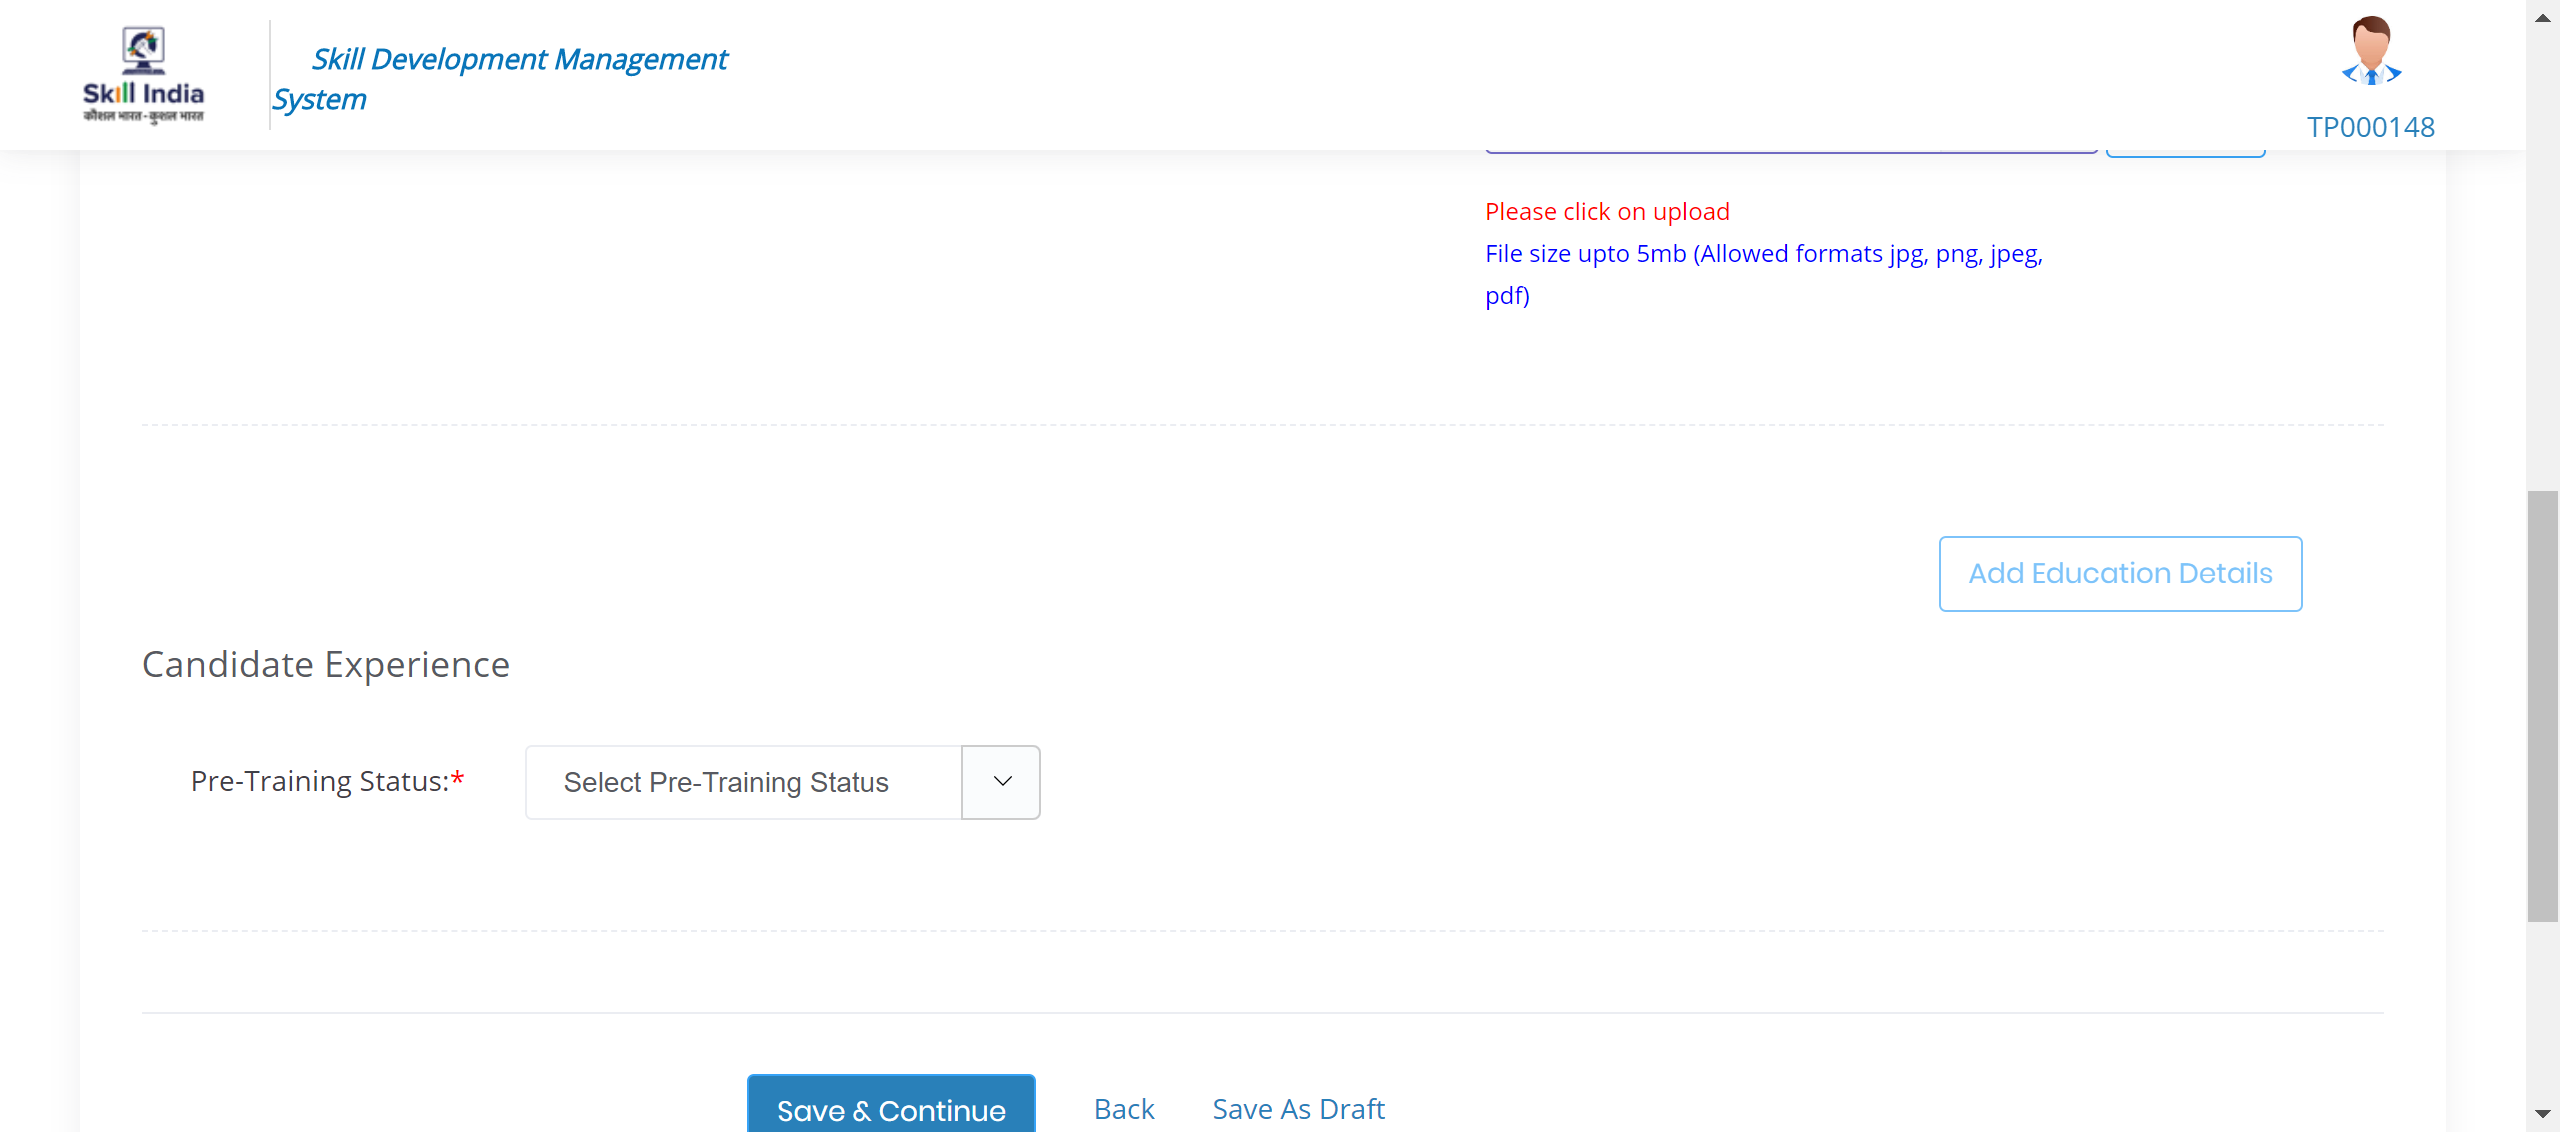 Skill India
कौशल भारत-कुशल भारत
Skill Development Management
System
TP000148
Please click on upload
File size upto 5mb (Allowed formats jpg, png, jpeg,
pdf)
Add Education Details
Candidate Experience
Pre-Training Status:*
Select Pre-Training Status
Save & Continue
Back
Save As Draft